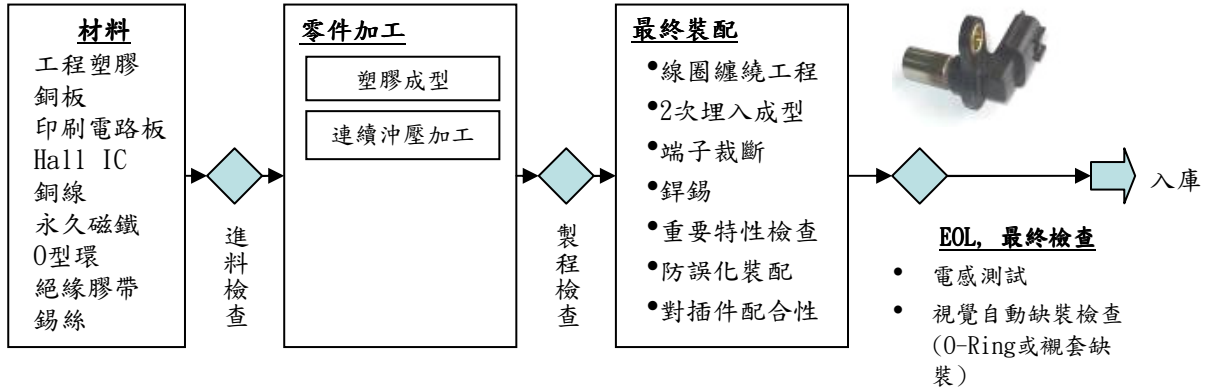 材料
工程塑膠
銅板
印刷電路板
Hall IC
銅線
永久磁鐵
O型環
絕緣膠帶
錫絲
進料檢查
零件加工
塑膠成型
連續沖壓加工
製程檢查
最終裝配
•線圈纏繞工程
•2次埋入成型
•端子裁斷
•銲錫
•重要特性檢查
•防誤化裝配
•對插件配合性
入庫
EOL, 最終檢查
• 電感測試
• 視覺自動缺裝檢查
(O-Ring或襯套缺
裝)